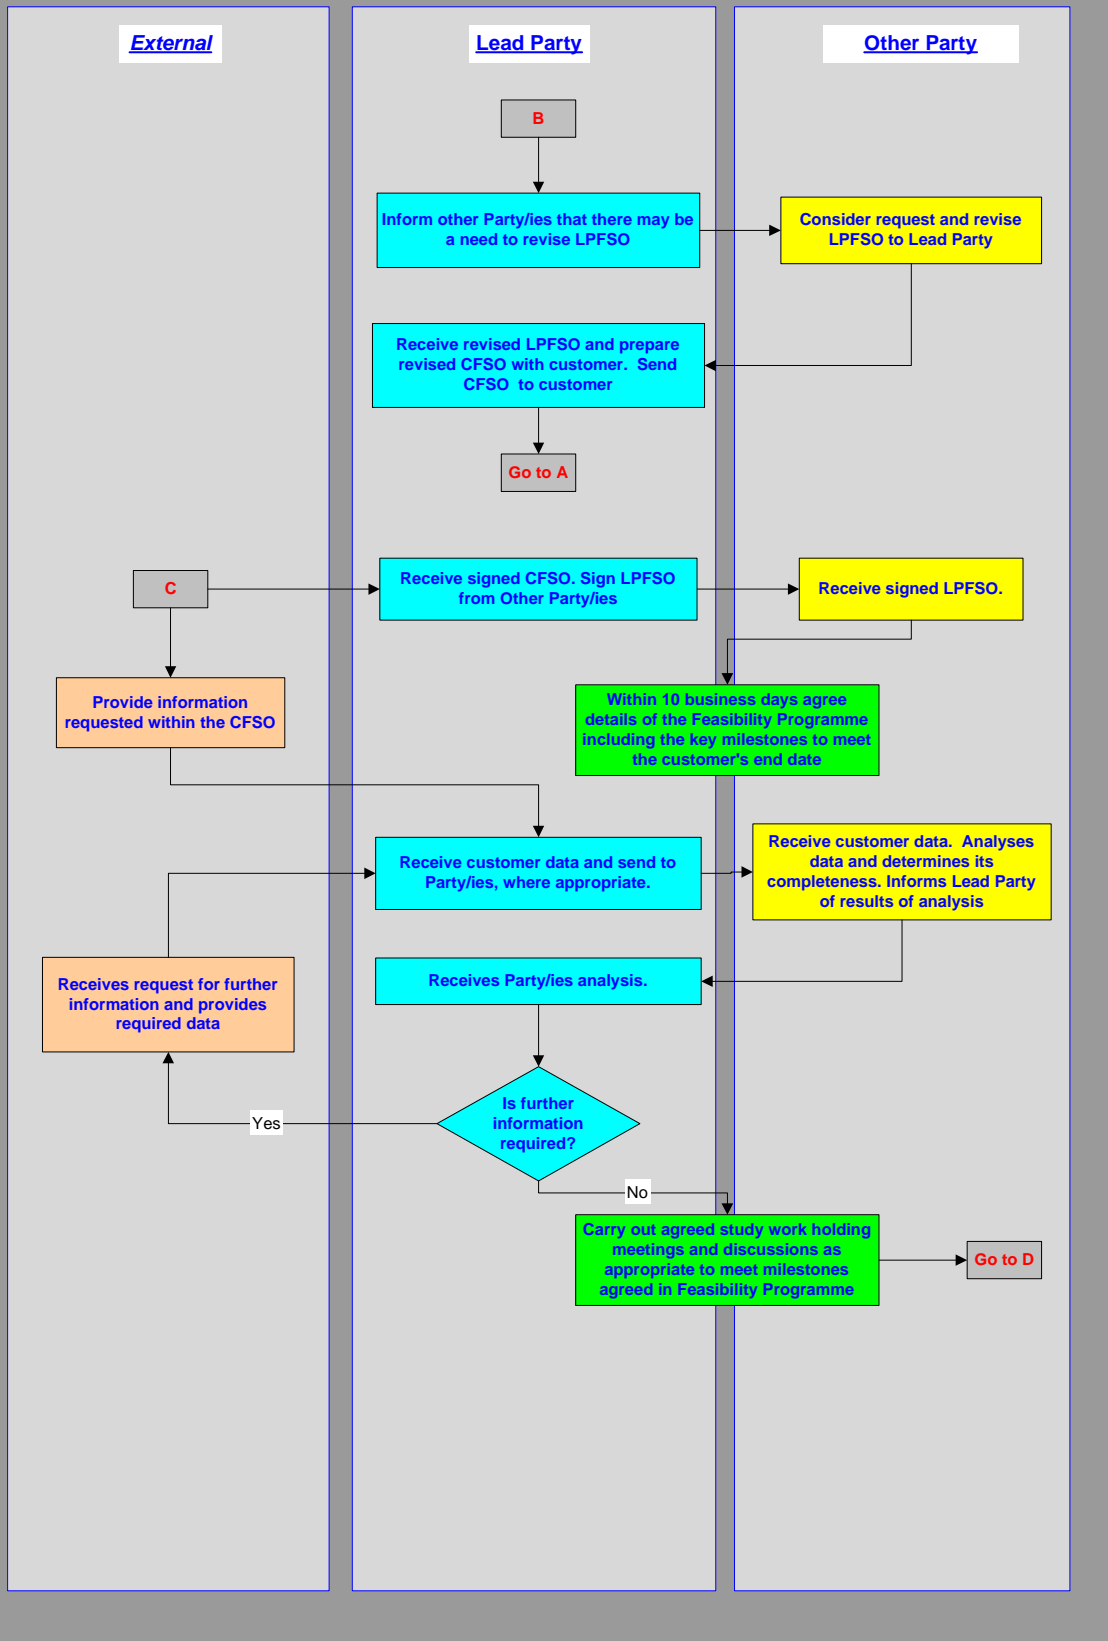 External
Lead Party
Other Party
B
Inform other Party/ies that there may be
a need to revise LPFSO
Consider request and revise
LPFSO to Lead Party
Receive revised LPFSO and prepare
revised CFSO with customer.  Send
CFSO  to customer
Go to A
C
Receive signed CFSO. Sign LPFSO
from Other Party/ies
Receive signed LPFSO.
Provide information
requested within the CFSO
Within 10 business days agree
details of the Feasibility Programme
including the key milestones to meet
the customer's end date
Receive customer data and send to
Party/ies, where appropriate.
Receive customer data.  Analyses
data and determines its
completeness. Informs Lead Party
of results of analysis
Receives request for further
information and provides
required data
Receives Party/ies analysis.
Is further
information
required?
Yes
No
Carry out agreed study work holding
meetings and discussions as
appropriate to meet milestones
agreed in Feasibility Programme
Go to D